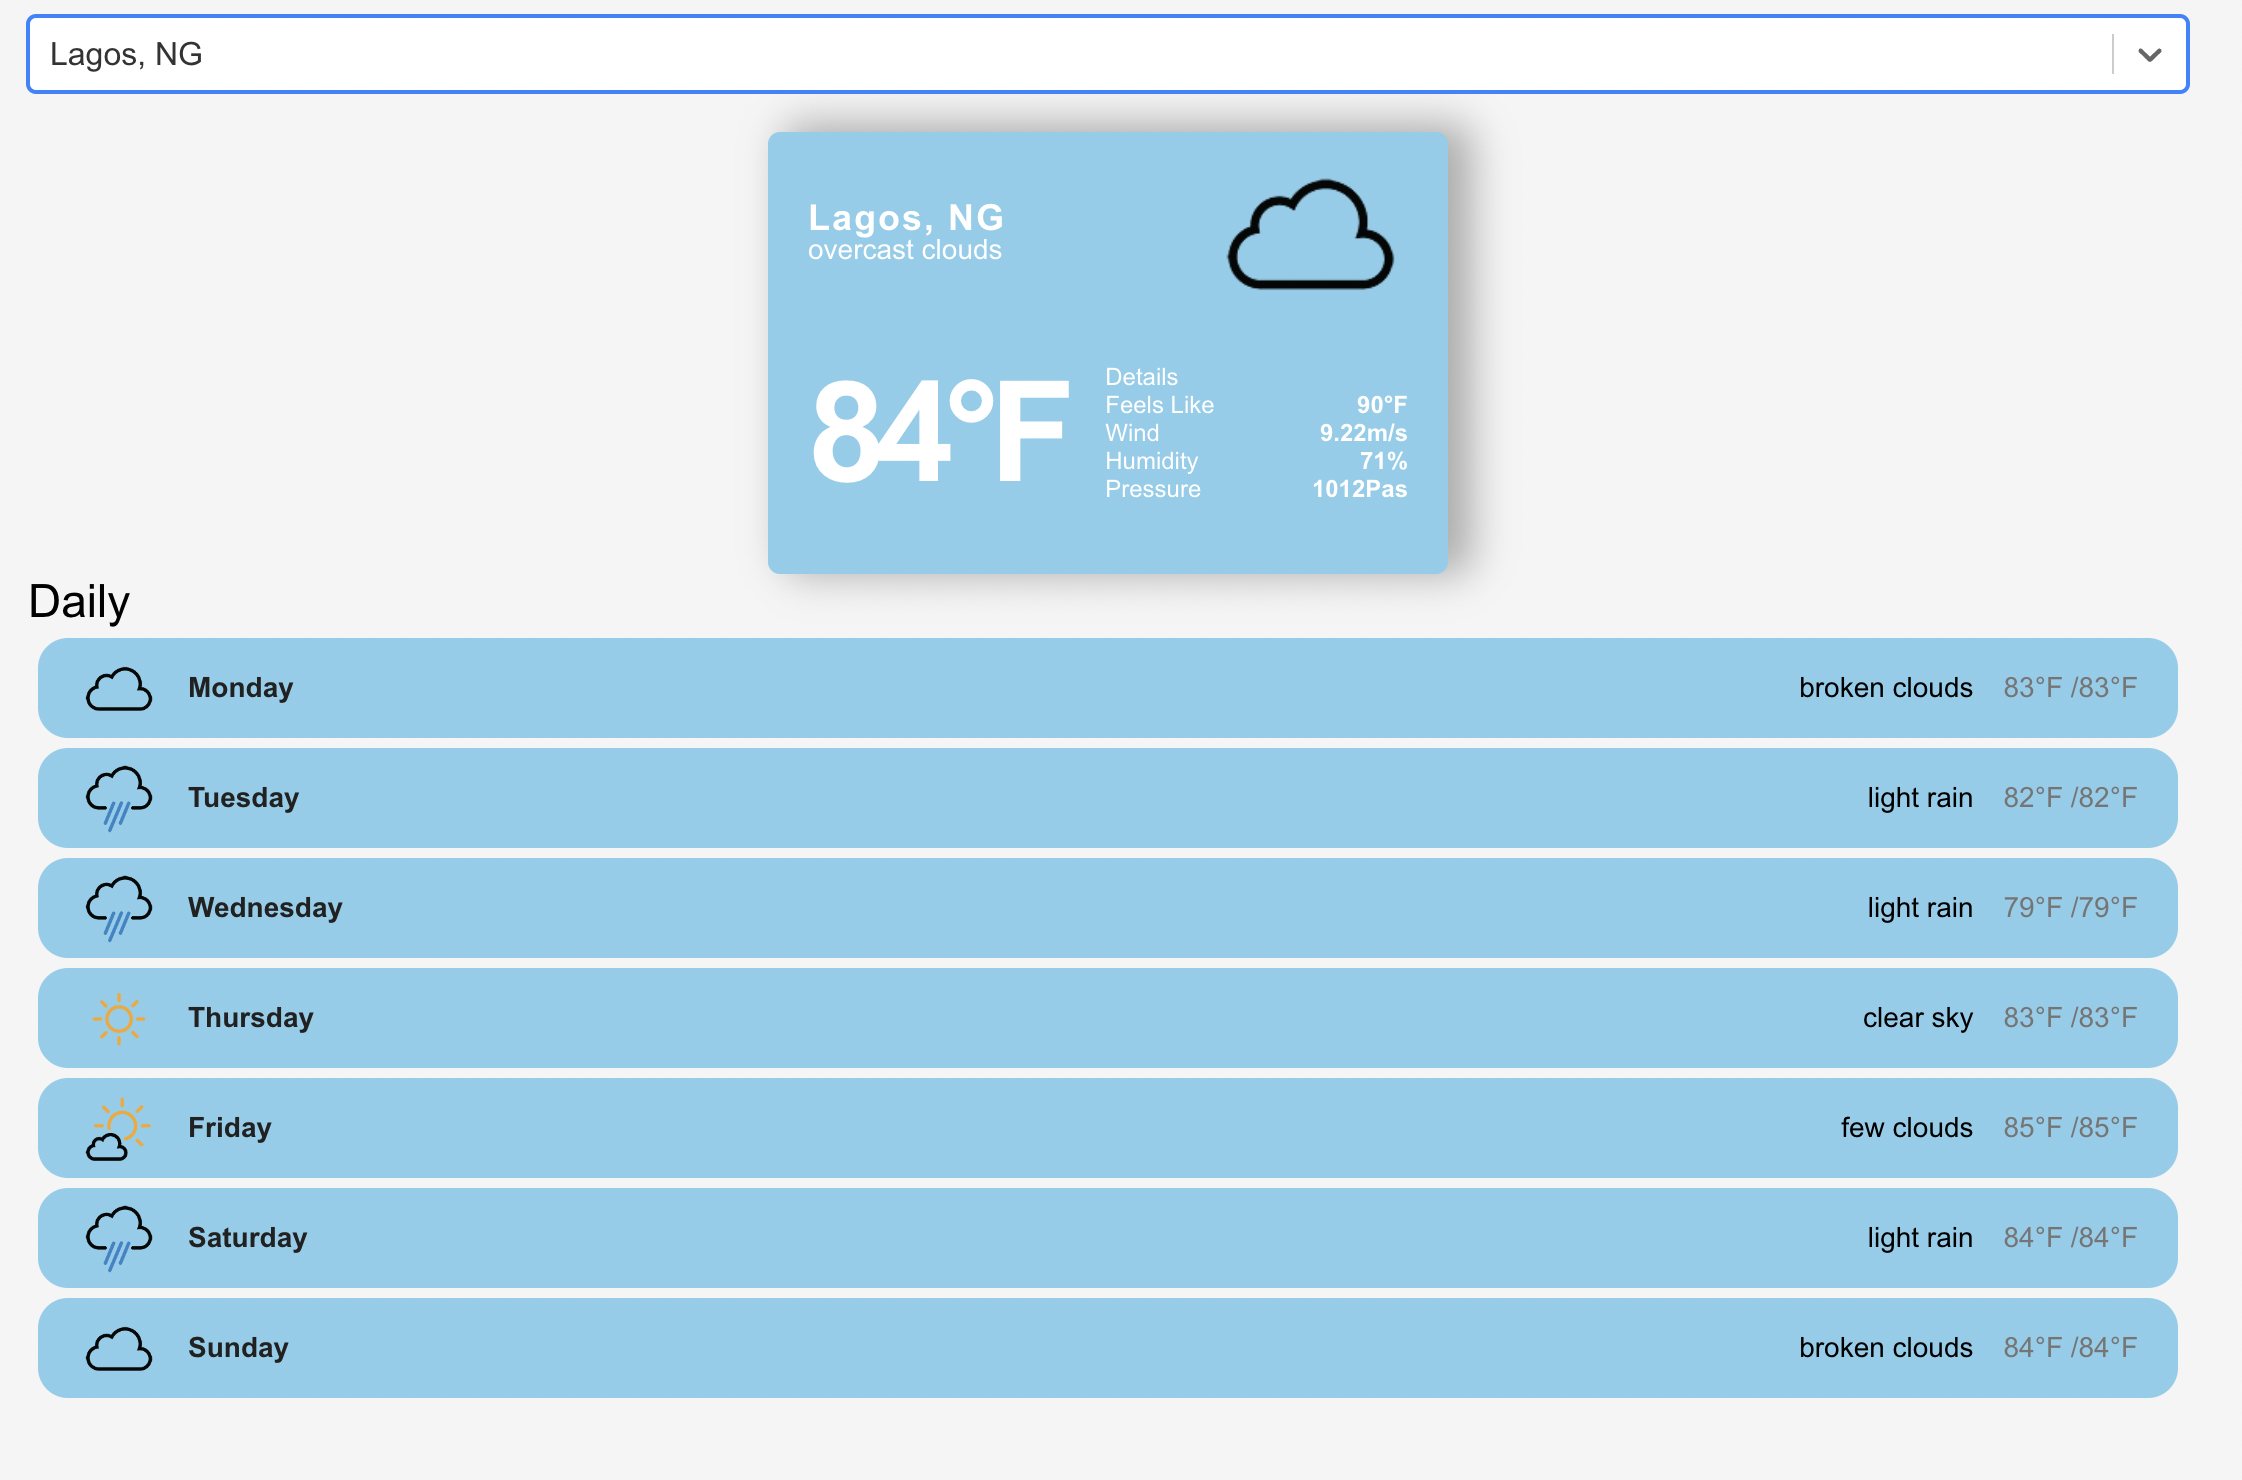 Lagos, NG
Lagos, NG
overcast clouds
84°F
Details
Feels Like 90°F
Wind 9.22m/s
Humidity 71%
Pressure 1012Pas
Daily
Monday broken clouds 83°F /83°F
Tuesday light rain 82°F /82°F
Wednesday light rain 79°F /79°F
Thursday clear sky 83°F /83°F
Friday few clouds 85°F /85°F
Saturday light rain 84°F /84°F
Sunday broken clouds 84°F /84°F